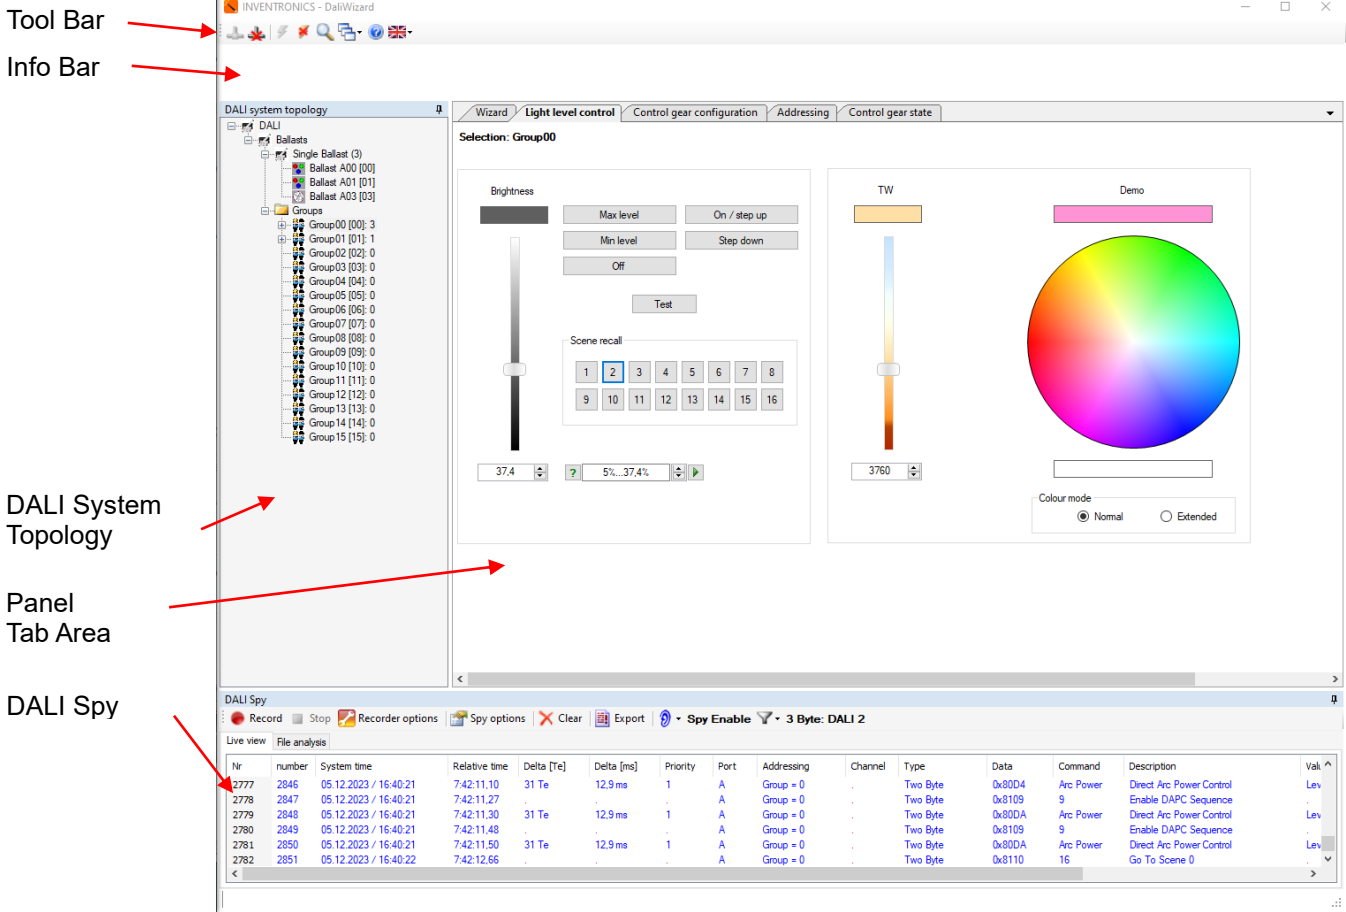 Tool Bar
Info Bar
DALI System
Topology
Panel
Tab Area
DALI Spy
INVENTRONICS - DaliWizard
DALI system topology
DALI
Ballasts
Single Ballast (3)
Ballast A00 [00]
Ballast A01 [01]
Ballast A03 [03]
Groups
Group00 [00]: 3
Group01 [01]: 1
Group02 [02]: 0
Group03 [03]: 0
Group04 [04]: 0
Group05 [05]: 0
Group06 [06]: 0
Group07 [07]: 0
Group08 [08]: 0
Group09 [09]: 0
Group10 [10]: 0
Group11 [11]: 0
Group12 [12]: 0
Group13 [13]: 0
Group14 [14]: 0
Group15 [15]: 0
Wizard Light level control Control gear configuration Addressing Control gear state
Selection: Group00
Brightness
Max level On / step up
Min level Step down
Off
Test
Scene recall
1 2 3 4 5 6 7 8
9 10 11 12 13 14 15 16
37,4 ? 5%...37,4%
TW
3760
Demo
Colour mode
Normal Extended
DALI Spy
Record Stop Recorder options Spy options Clear Export Spy Enable 3 Byte: DALI 2
Live view File analysis
Nr number System time Relative time Delta [Te] Delta [ms] Priority Port Addressing Channel Type Data Command Description
2777 2846 05.12.2023 / 16:40:21 7:42:11,10 31 Te 12,9 ms 1 A Group = 0 . Two Byte 0x80D4 Arc Power Direct Arc Power Control Lev
2778 2847 05.12.2023 / 16:40:21 7:42:11,27 . . . A Group = 0 . Two Byte 0x8109 9 Enable DAPC Sequence .
2779 2848 05.12.2023 / 16:40:21 7:42:11,30 31 Te 12,9 ms 1 A Group = 0 . Two Byte 0x80DA Arc Power Direct Arc Power Control Lev
2780 2849 05.12.2023 / 16:40:21 7:42:11,48 . . . A Group = 0 . Two Byte 0x8109 9 Enable DAPC Sequence .
2781 2850 05.12.2023 / 16:40:21 7:42:11,50 31 Te 12,9 ms 1 A Group = 0 . Two Byte 0x80DA Arc Power Direct Arc Power Control Lev
2782 2851 05.12.2023 / 16:40:22 7:42:12,66 . . . A Group = 0 . Two Byte 0x8110 16 Go To Scene 0 .